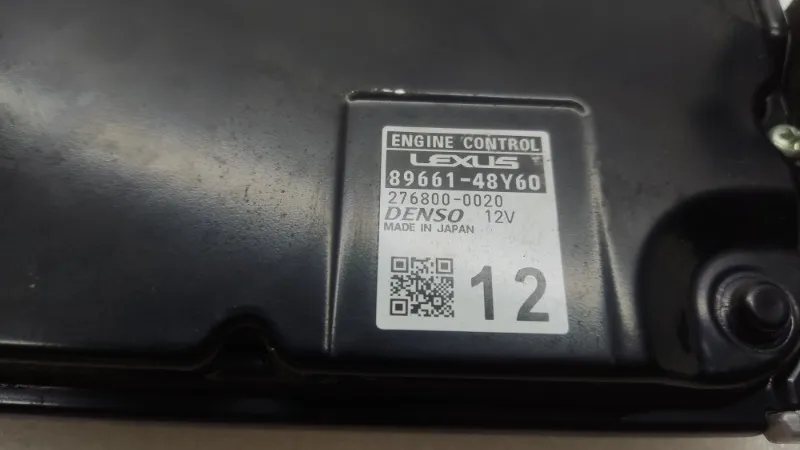 ENGINE CONTROL
LEXUS
89661-48Y60
276800-0020
DENSO 12V
MADE IN JAPAN
12